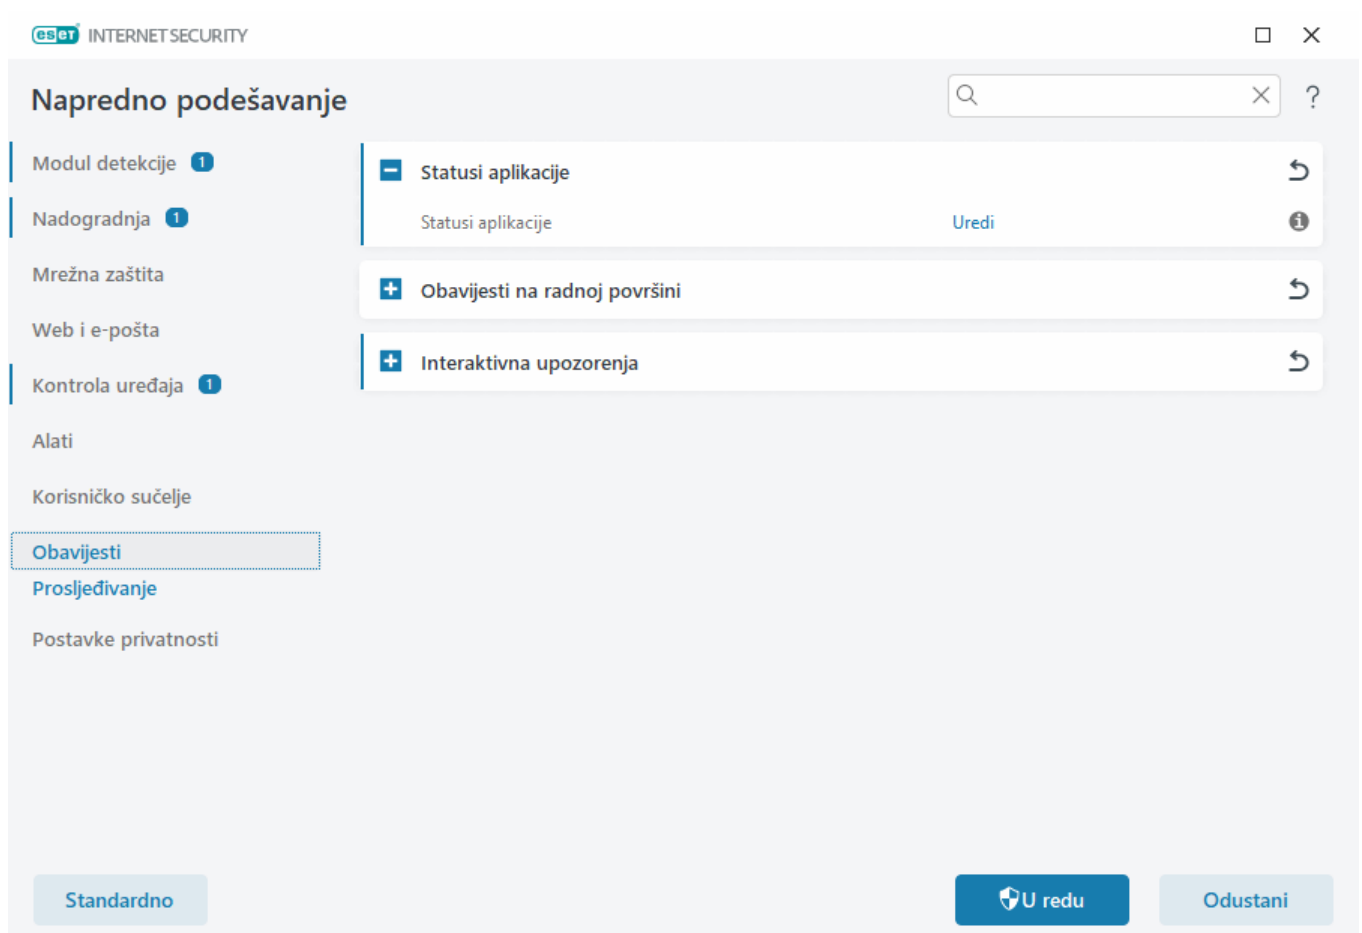 eset INTERNET SECURITY
Napredno podešavanje
?
Modul detekcije 1
Nadogradnja 1
Mrežna zaštita
Web i e-pošta
Kontrola uređaja 1
Alati
Korisničko sučelje
Obavijesti
Prosljeđivanje
Postavke privatnosti
Statusi aplikacije
Statusi aplikacije Uredi
Obavijesti na radnoj površini
Interaktivna upozorenja
Standardno
U redu
Odustani